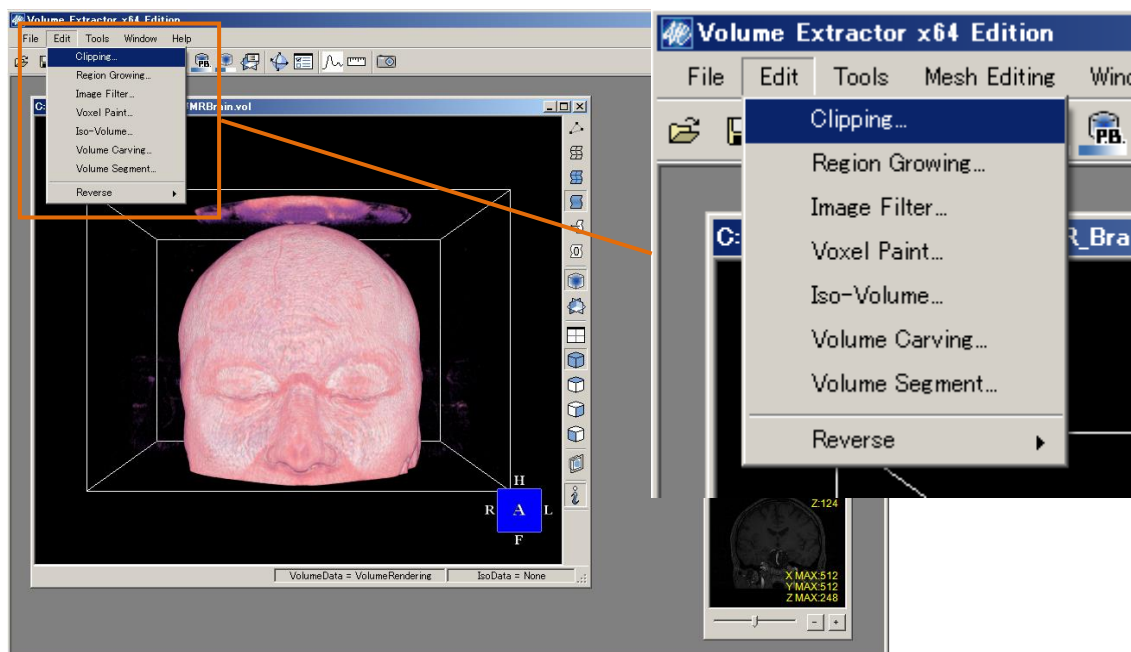 Volume Extractor x64 Edition
File Edit Tools Window Help
Clipping...
Region Growing...
Image Filter...
Voxel Paint...
Iso-Volume...
Volume Carving...
Volume Segment...
Reverse
P.B.
C:
MRBrain.vol
H
R A L
F
VolumeData = VolumeRendering IsoData = None
Volume Extractor x64 Edition
File Edit Tools Mesh Editing Wind
Clipping...
P.B.
Region Growing...
Image Filter...
C:
R_Bra
Voxel Paint...
Iso-Volume...
Volume Carving...
Volume Segment...
Reverse
Z:124
X MAX:512
Y MAX:512
Z MAX:248